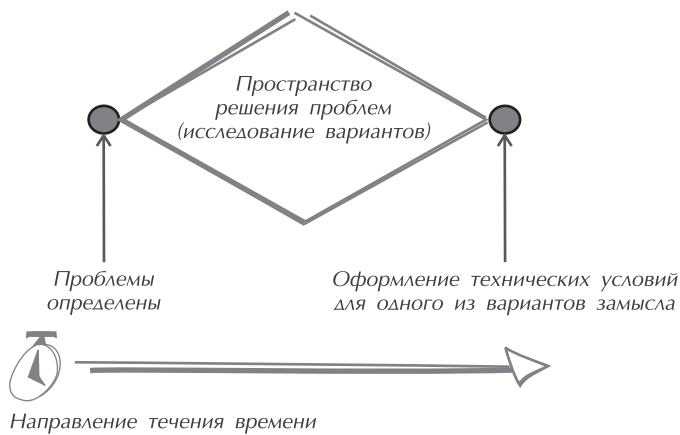 Пространство
решения проблем
(исследование вариантов)
Проблемы
определены
Оформление технических условий
для одного из вариантов замысла
Направление течения времени